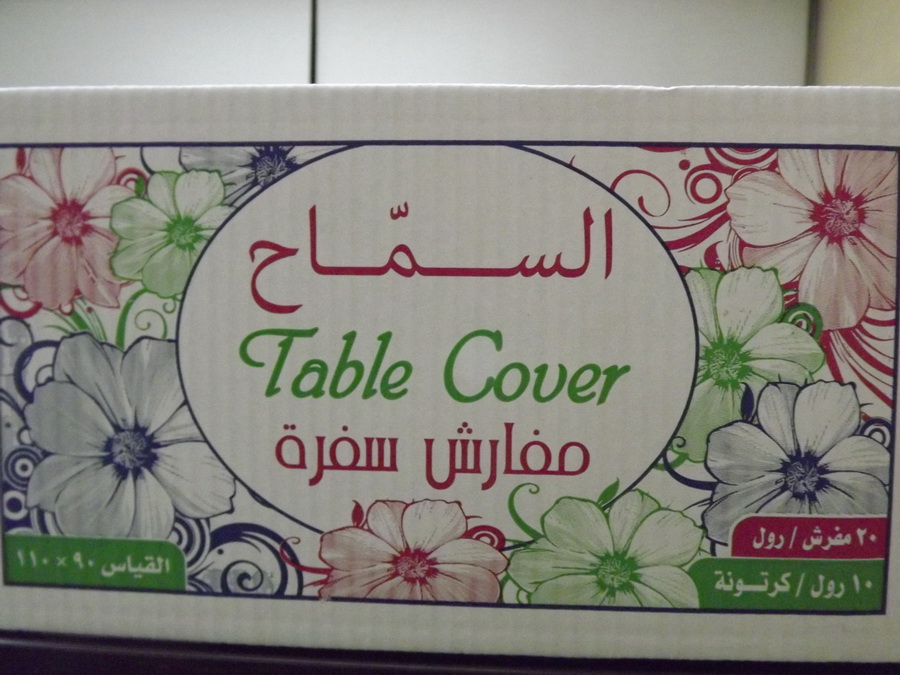 السمّاح
Table Cover
مفارش سفرة
٢٠ مفرش / رول
١٠ رول / كرتونة
القياس ٩٠ × ١١٠